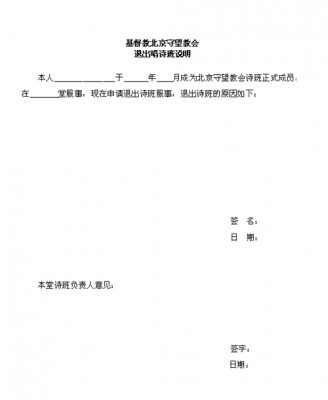 基督教北京守望教会
退出唱诗班说明
本人______________于______年___月成为北京守望教会诗班正式成员，
在______堂服事，现在申请退出诗班服事，退出诗班的原因如下：
签 名：
日 期：
本堂诗班负责人意见：
签字：
日期：